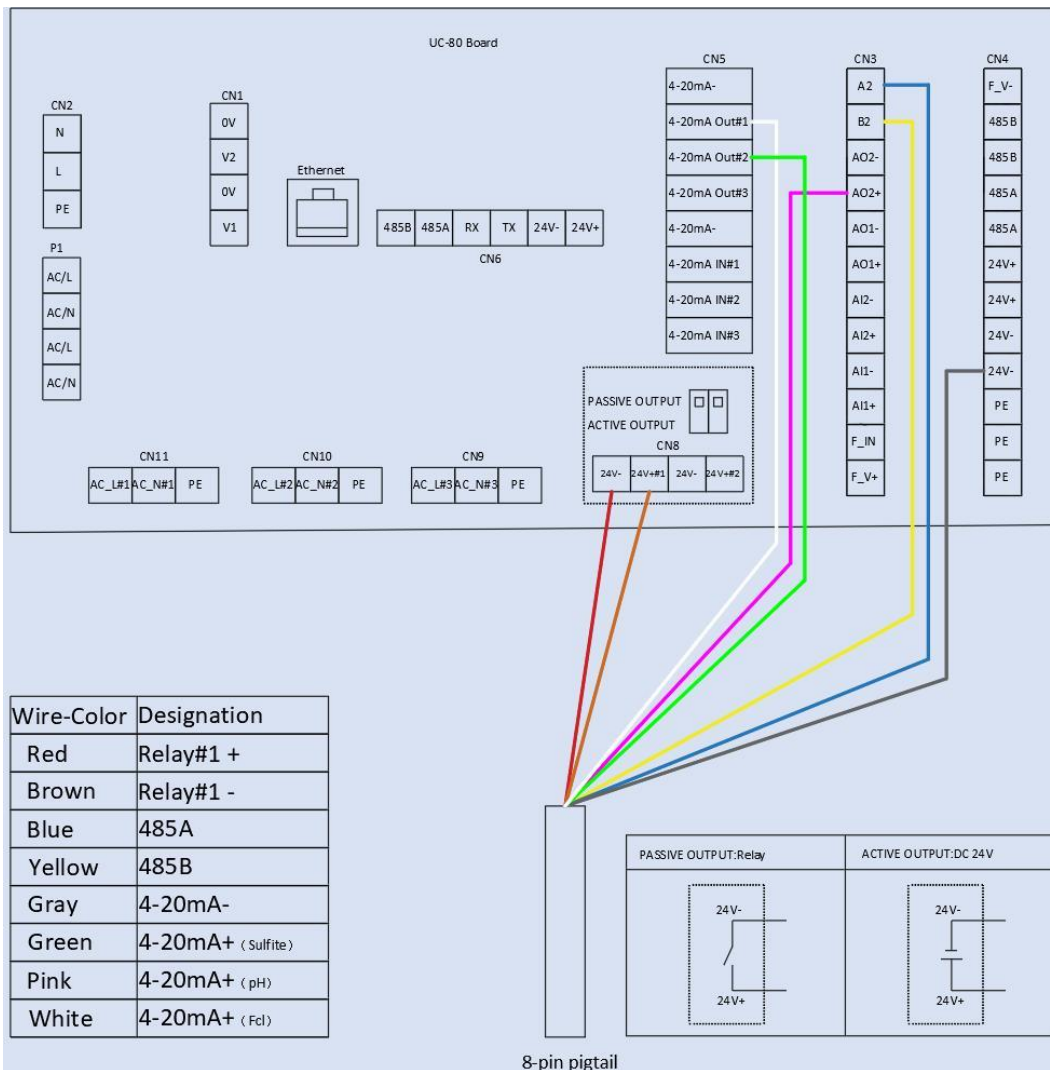 UC-80 Board
CN2
N
L
PE
P1
AC/L
AC/N
AC/L
AC/N
CN1
0V
V2
0V
V1
Ethernet
485B 485A RX TX 24V- 24V+
CN6
CN5
4-20mA-
4-20mA Out#1
4-20mA Out#2
4-20mA Out#3
4-20mA-
4-20mA IN#1
4-20mA IN#2
4-20mA IN#3
CN3
A2
B2
AO2-
AO2+
AO1-
AO1+
AI2-
AI2+
AI1-
AI1+
F_IN
F_V+
CN4
F_V-
485B
485B
485A
485A
24V+
24V+
24V-
24V-
PE
PE
PE
PASSIVE OUTPUT
ACTIVE OUTPUT
CN8
24V- 24V+#1 24V- 24V+#2
CN11
AC_L#1 AC_N#1 PE
CN10
AC_L#2 AC_N#2 PE
CN9
AC_L#3 AC_N#3 PE
Wire-Color Designation
Red Relay#1 +
Brown Relay#1 -
Blue 485A
Yellow 485B
Gray 4-20mA-
Green 4-20mA+ (Sulfite)
Pink 4-20mA+ (pH)
White 4-20mA+ (Fcl)
8-pin pigtail
PASSIVE OUTPUT:Relay
24V-
24V+
ACTIVE OUTPUT:DC 24V
24V-
24V+